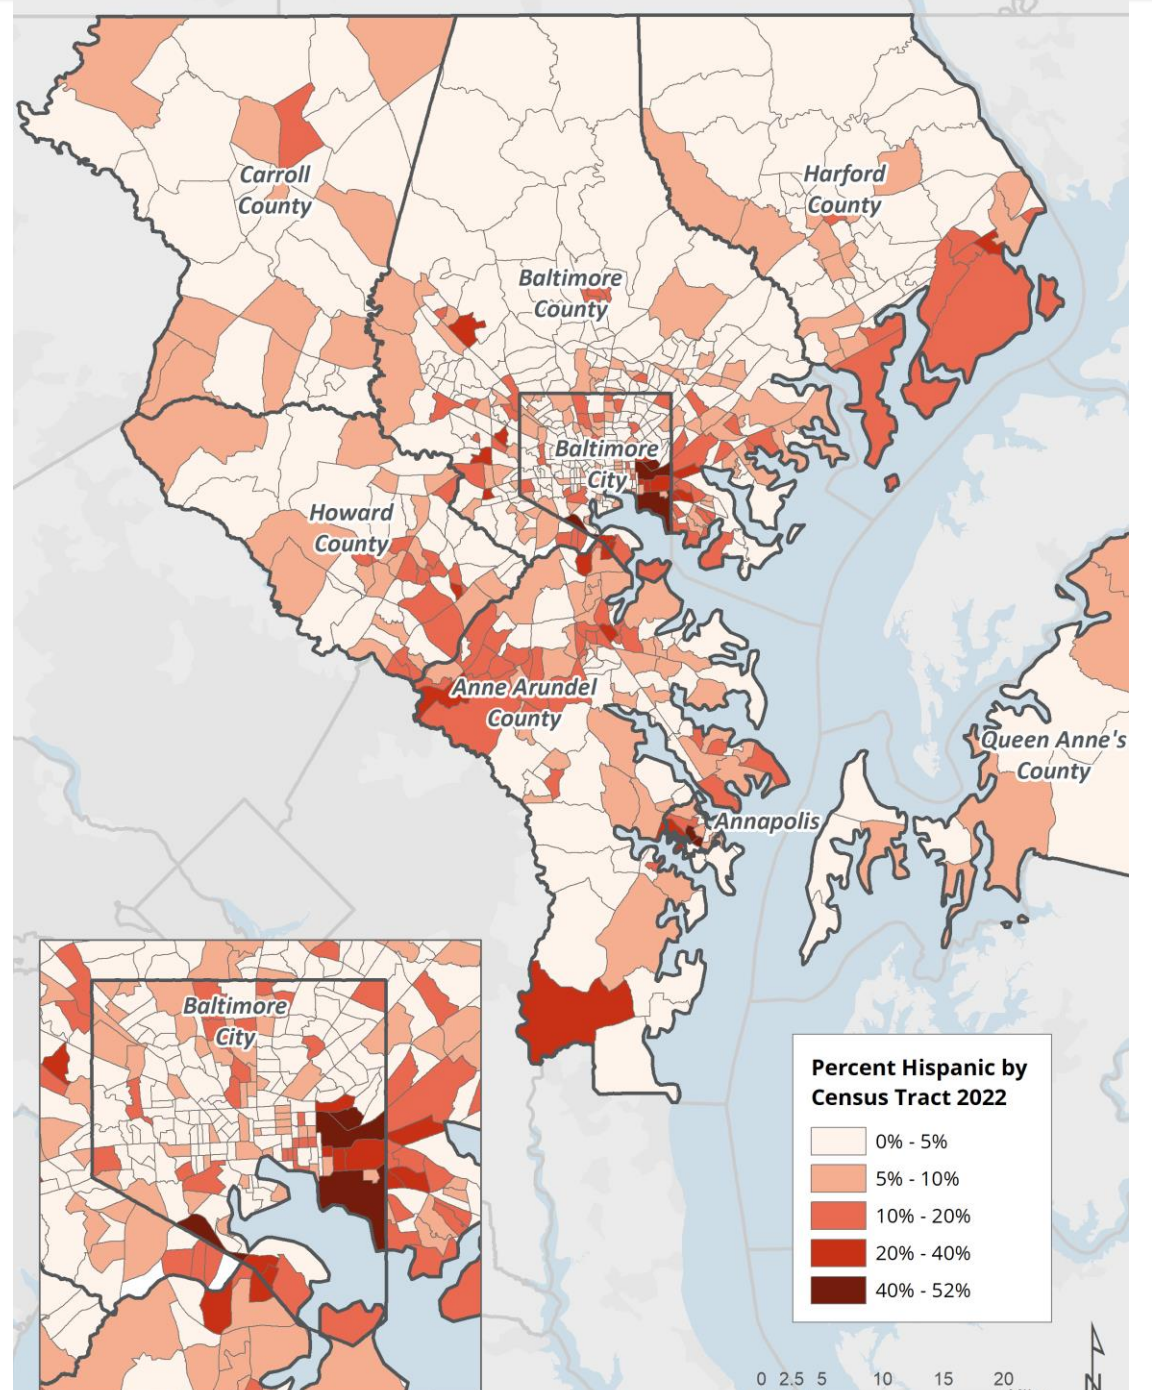 Carroll
County
Harford
County
Baltimore
County
Baltimore
City
Howard
County
Anne Arundel
County
Queen Anne's
County
Annapolis
Baltimore
City
Percent Hispanic by
Census Tract 2022
0% - 5%
5% - 10%
10% - 20%
20% - 40%
40% - 52%
0 2.5 5 10 15 20